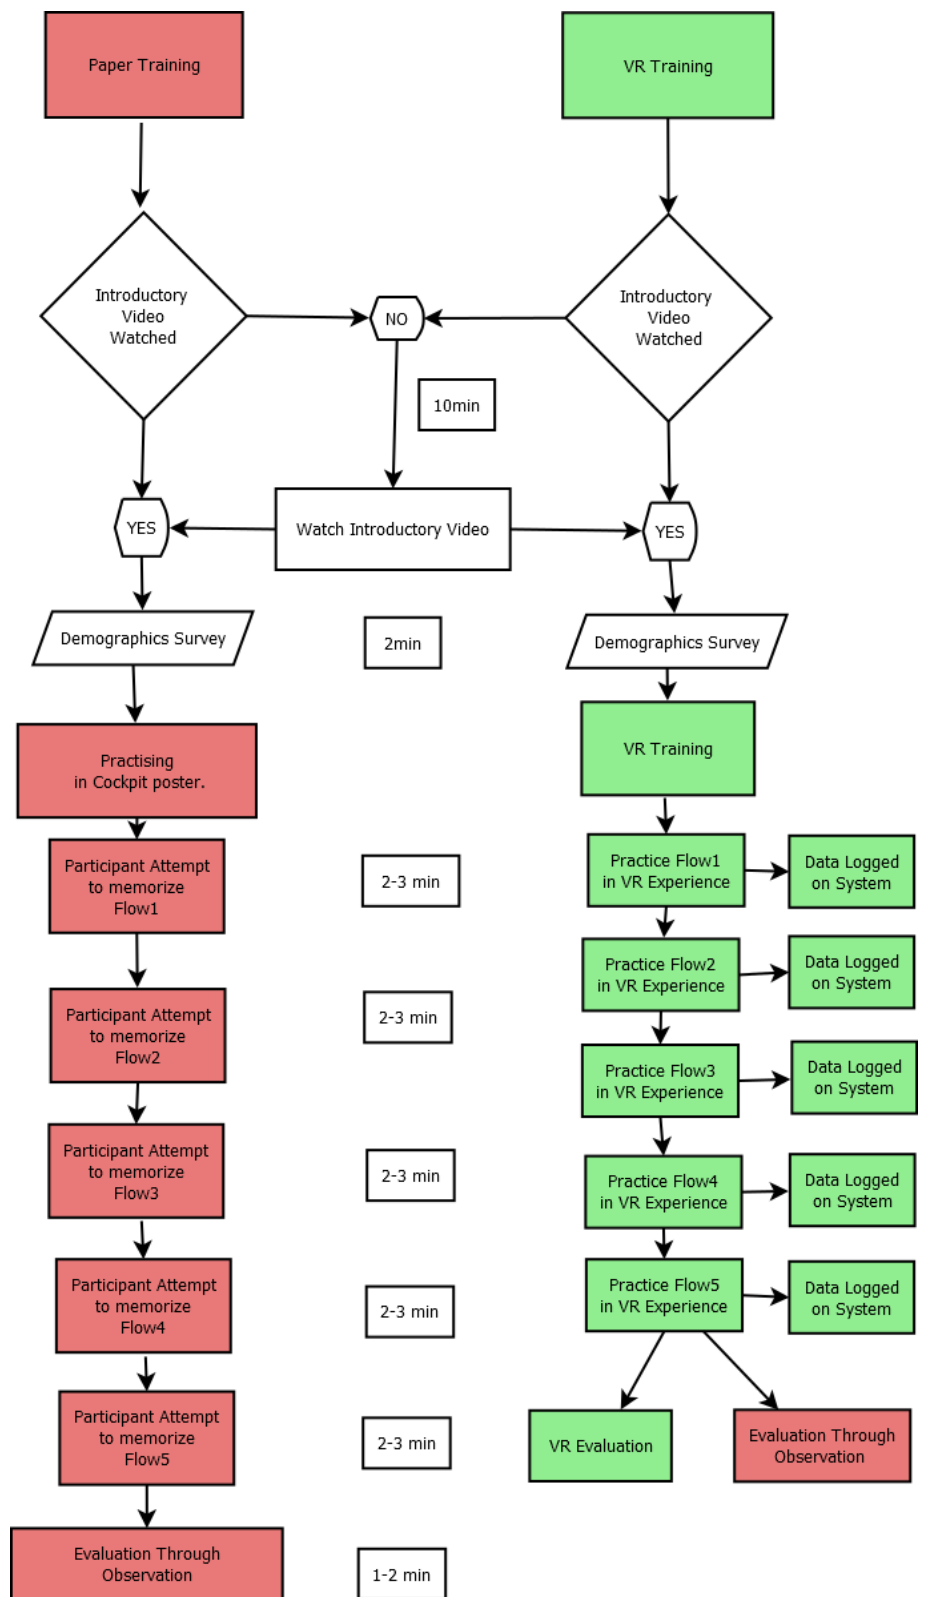 Paper Training
VR Training
Introductory
Video
Watched
NO
Introductory
Video
Watched
10min
YES
Watch Introductory Video
YES
Demographics Survey
2min
Demographics Survey
Practising
in Cockpit poster.
VR Training
Participant Attempt
to memorize
Flow1
2-3 min
Practice Flow1
in VR Experience
Data Logged
on System
Participant Attempt
to memorize
Flow2
2-3 min
Practice Flow2
in VR Experience
Data Logged
on System
Practice Flow3
in VR Experience
Data Logged
on System
Participant Attempt
to memorize
Flow3
2-3 min
Practice Flow4
in VR Experience
Data Logged
on System
Participant Attempt
to memorize
Flow4
2-3 min
Practice Flow5
in VR Experience
Data Logged
on System
Participant Attempt
to memorize
Flow5
2-3 min
VR Evaluation
Evaluation Through
Observation
Evaluation Through
Observation
1-2 min